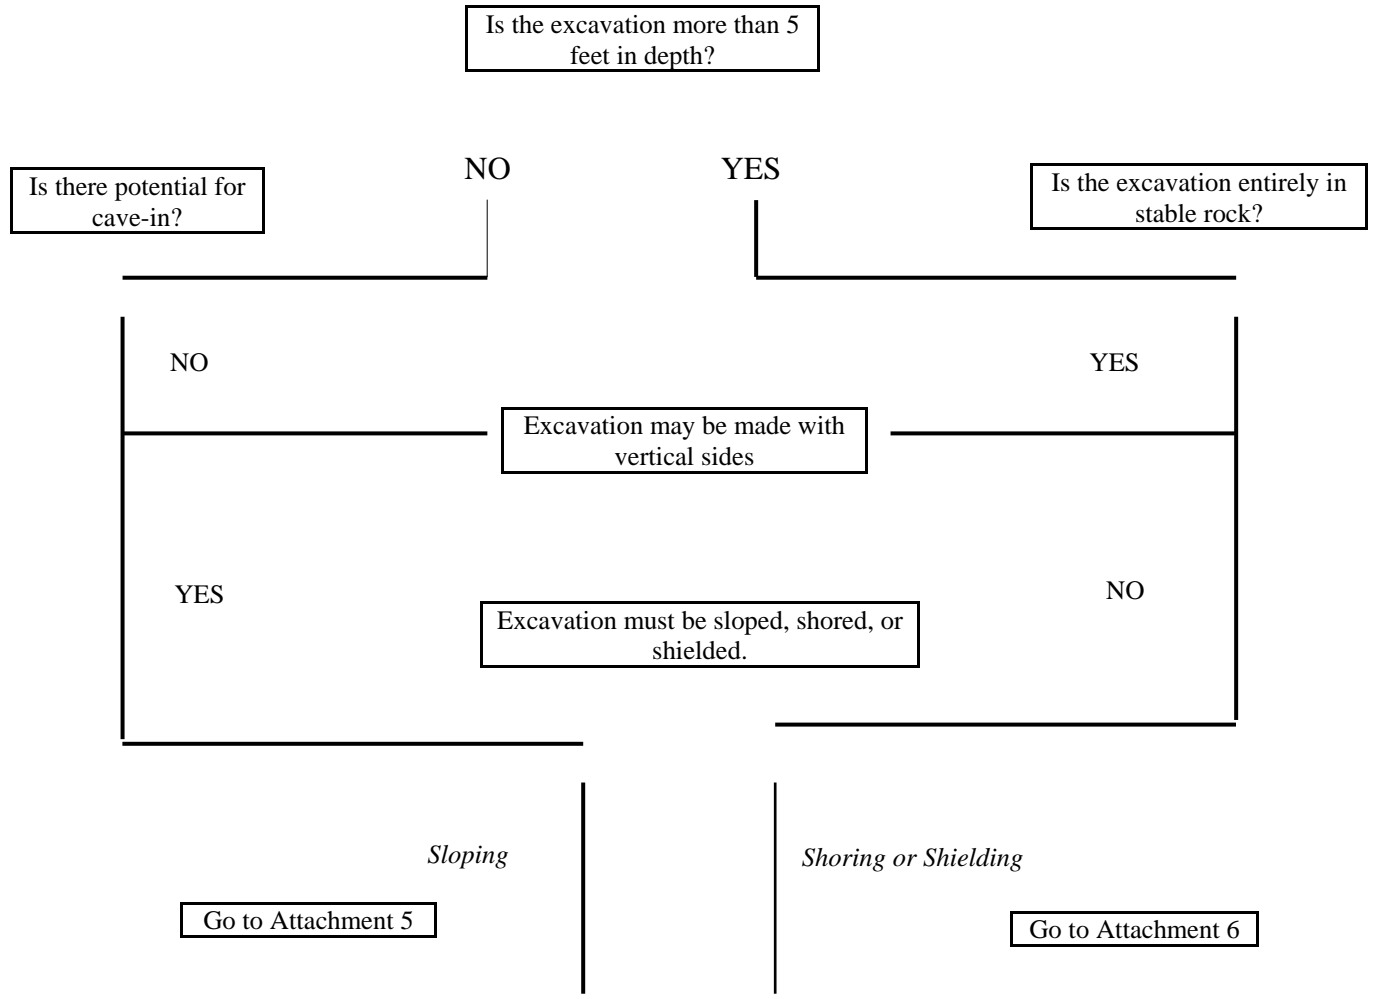 Is the excavation more than 5
feet in depth?
NO
YES
Is there potential for
cave-in?
Is the excavation entirely in
stable rock?
NO
YES
Excavation may be made with
vertical sides
YES
NO
Excavation must be sloped, shored, or
shielded.
Sloping
Shoring or Shielding
Go to Attachment 5
Go to Attachment 6